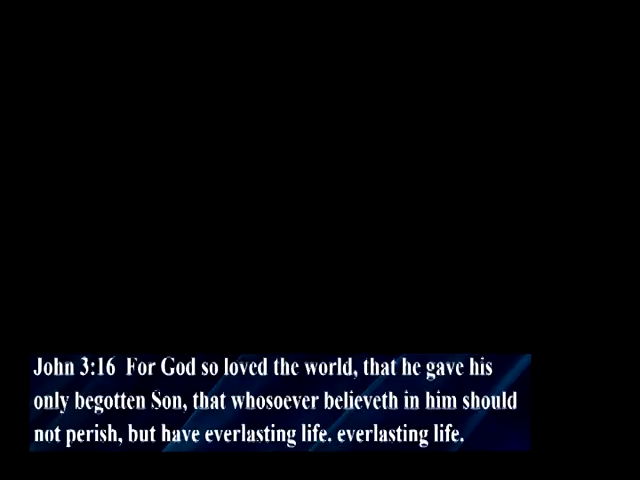 John 3:16  For God so loved the world, that he gave his
only begotten Son, that whosoever believeth in him should
not perish, but have everlasting life. everlasting life.